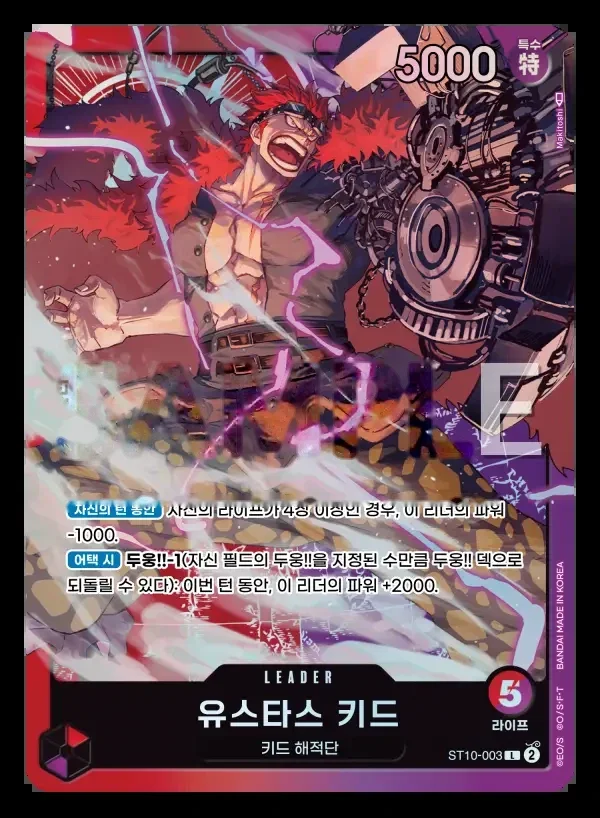 특수
5000 特
Makitoshi
SAMPLE
자신의 턴 동안 자신의 라이프가 4장 이상인 경우, 이 리더의 파워
-1000.
어택 시 두웅!!-1(자신 필드의 두웅!!을 지정된 수만큼 두웅!! 덱으로
되돌릴 수 있다): 이번 턴 동안, 이 리더의 파워 +2000.
LEADER
유스타스 키드
키드 해적단
5
라이프
ST10-003 L 2
©EO/S ©O/S·F·T BANDAI MADE IN KOREA